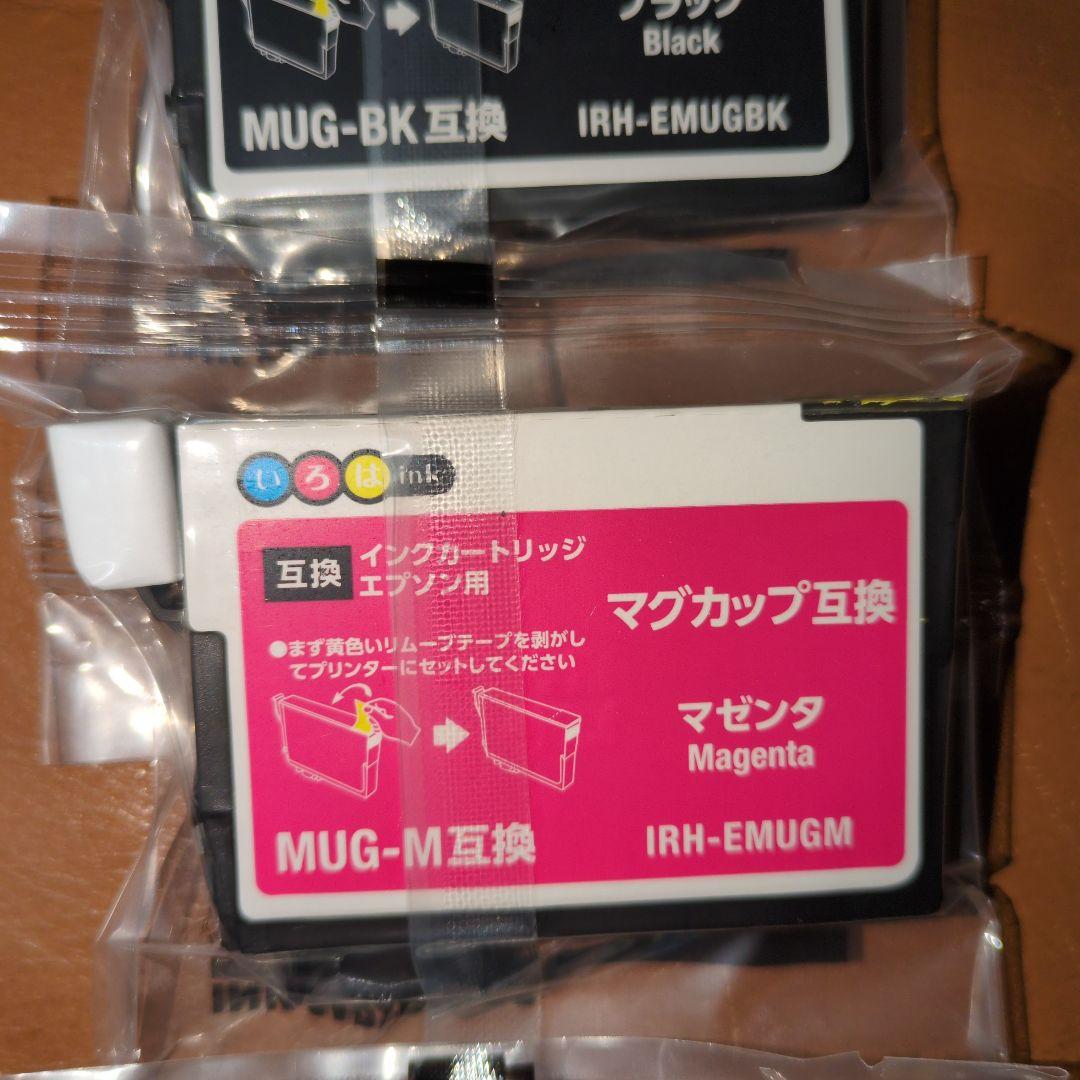 ブラック
Black
MUG-BK互換
IRH-EMUGBK
いろは ink
互換
インクカートリッジ
エプソン用
マグカップ互換
●まず黄色いリムーブテープを剥がし
てプリンターにセットしてください
マゼンタ
Magenta
MUG-M互換
IRH-EMUGM